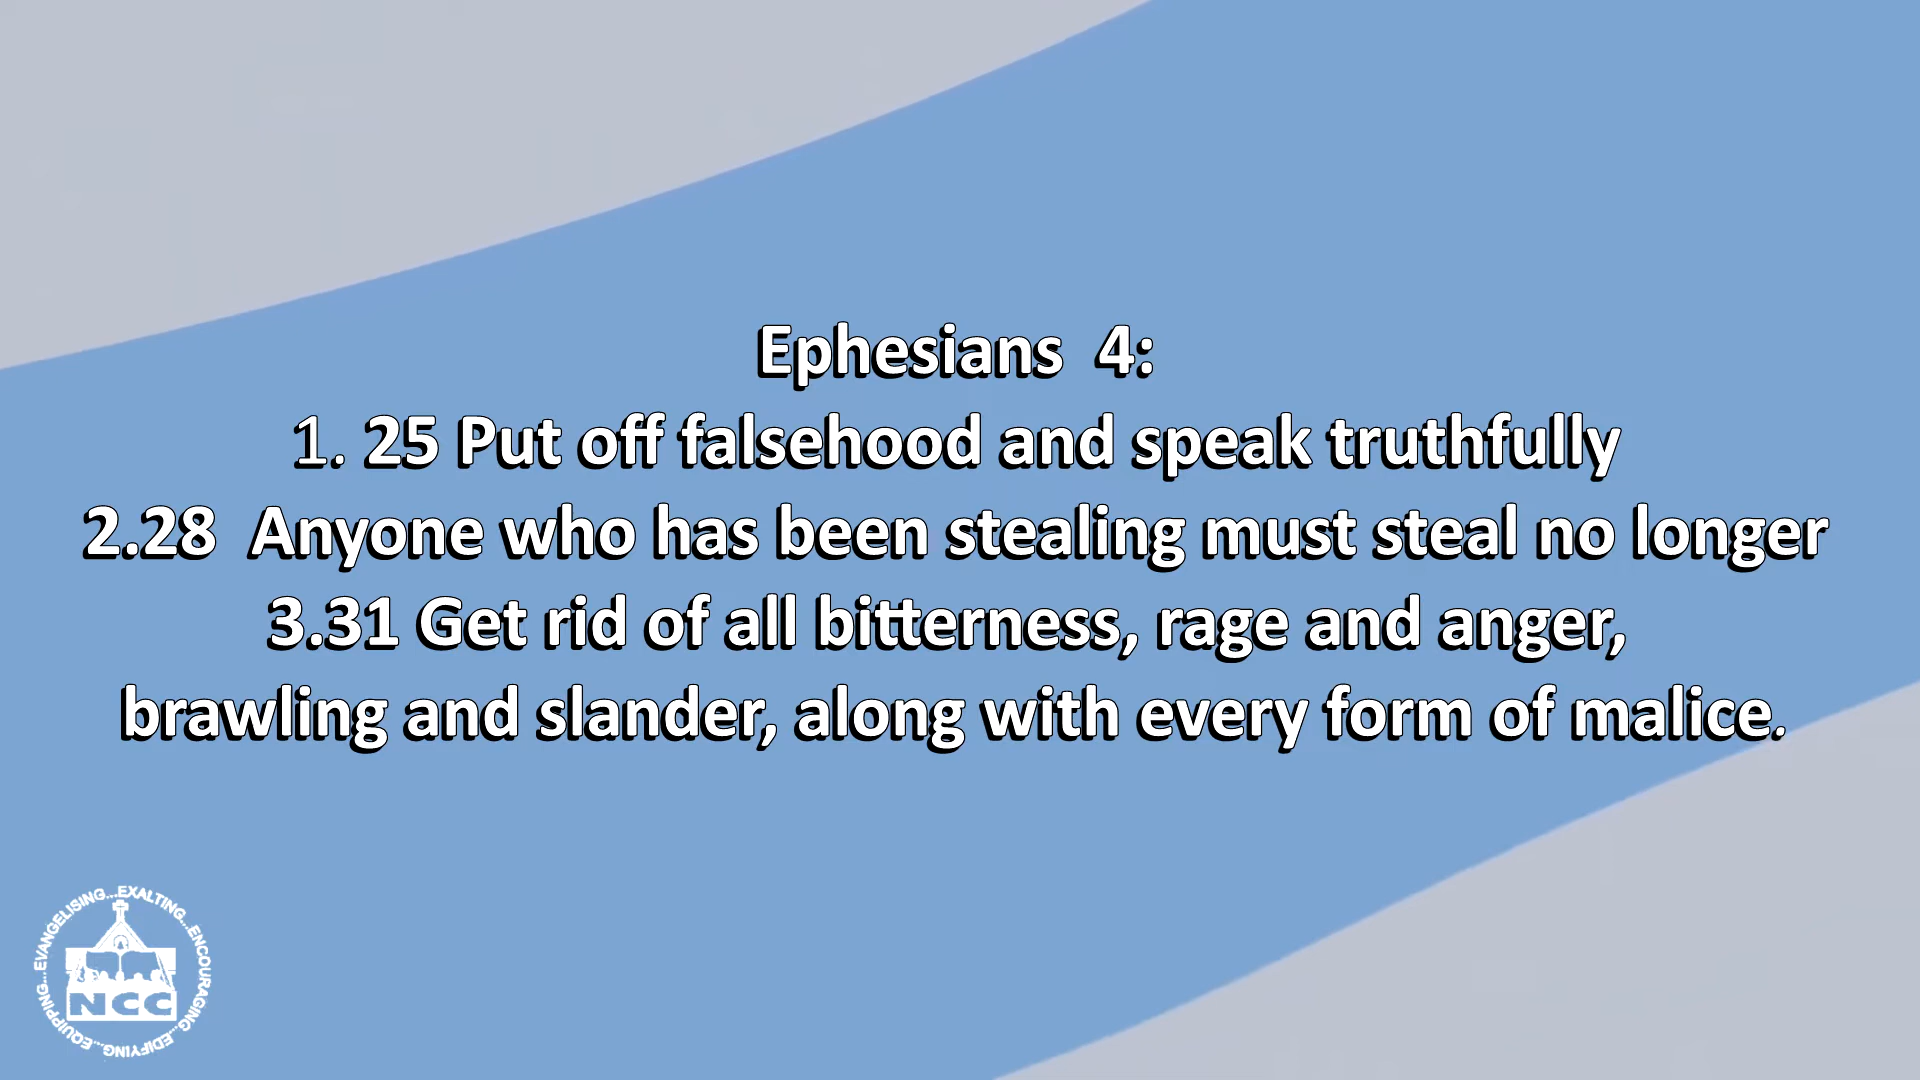 Ephesians  4:
1. 25 Put off falsehood and speak truthfully
2.28  Anyone who has been stealing must steal no longer
3.31 Get rid of all bitterness, rage and anger,
brawling and slander, along with every form of malice.
EVANGELISING...EXALTING...ENCOURAGING...EDIFYING...EQUIPPING...
NCC